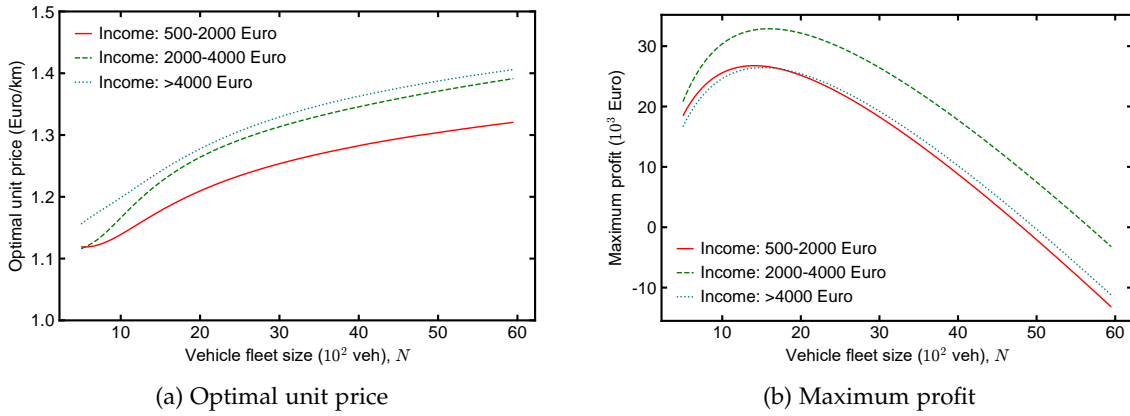 1.5
1.4
1.3
1.2
1.1
1.0
Optimal unit price (Euro/km)
Income: 500-2000 Euro
Income: 2000-4000 Euro
Income: >4000 Euro
10 20 30 40 50 60
Vehicle fleet size (10² veh), N
(a) Optimal unit price
30
20
10
0
-10
Maximum profit (10³ Euro)
Income: 500-2000 Euro
Income: 2000-4000 Euro
Income: >4000 Euro
10 20 30 40 50 60
Vehicle fleet size (10² veh), N
(b) Maximum profit